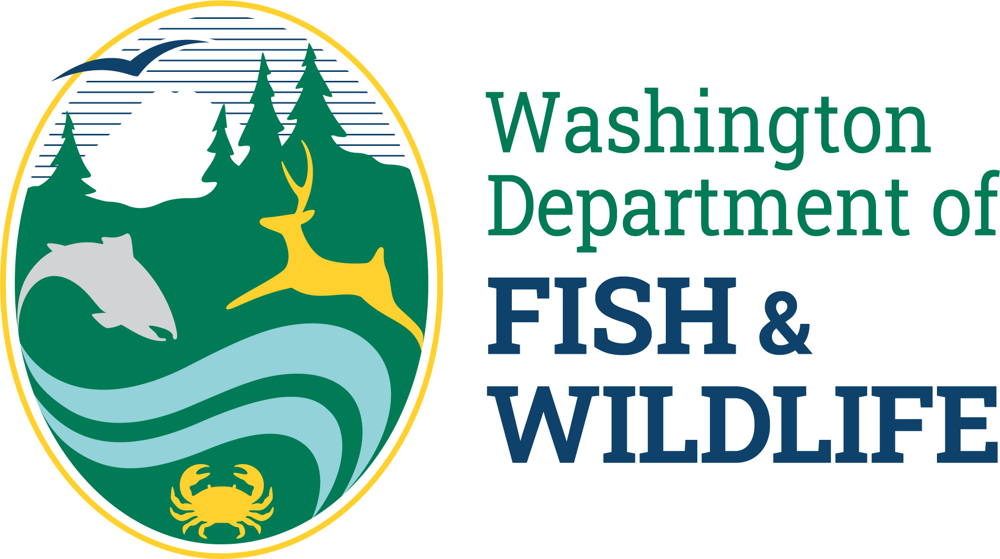 Washington
Department of
FISH &
WILDLIFE